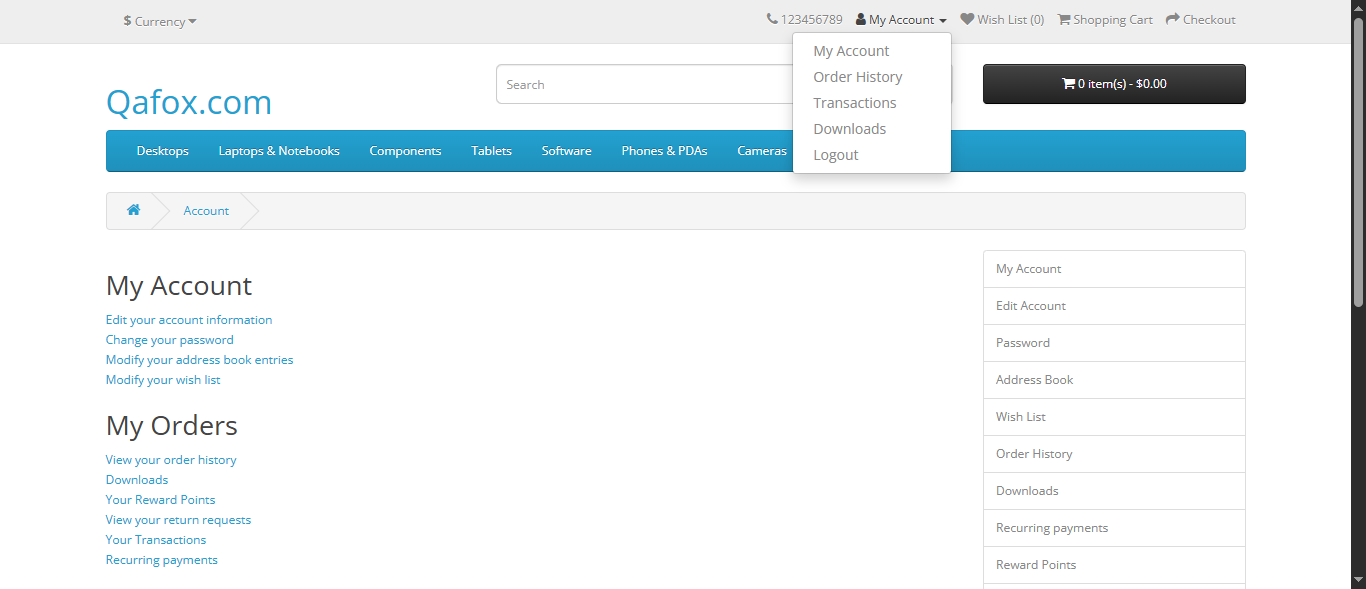 $ Currency
123456789 My Account Wish List (0) Shopping Cart Checkout
My Account
Order History
Transactions
Downloads
Logout
Qafox.com
Search
0 item(s) - $0.00
Desktops Laptops & Notebooks Components Tablets Software Phones & PDAs Cameras
Account
My Account
Edit your account information
Change your password
Modify your address book entries
Modify your wish list
My Orders
View your order history
Downloads
Your Reward Points
View your return requests
Your Transactions
Recurring payments
My Account
Edit Account
Password
Address Book
Wish List
Order History
Downloads
Recurring payments
Reward Points